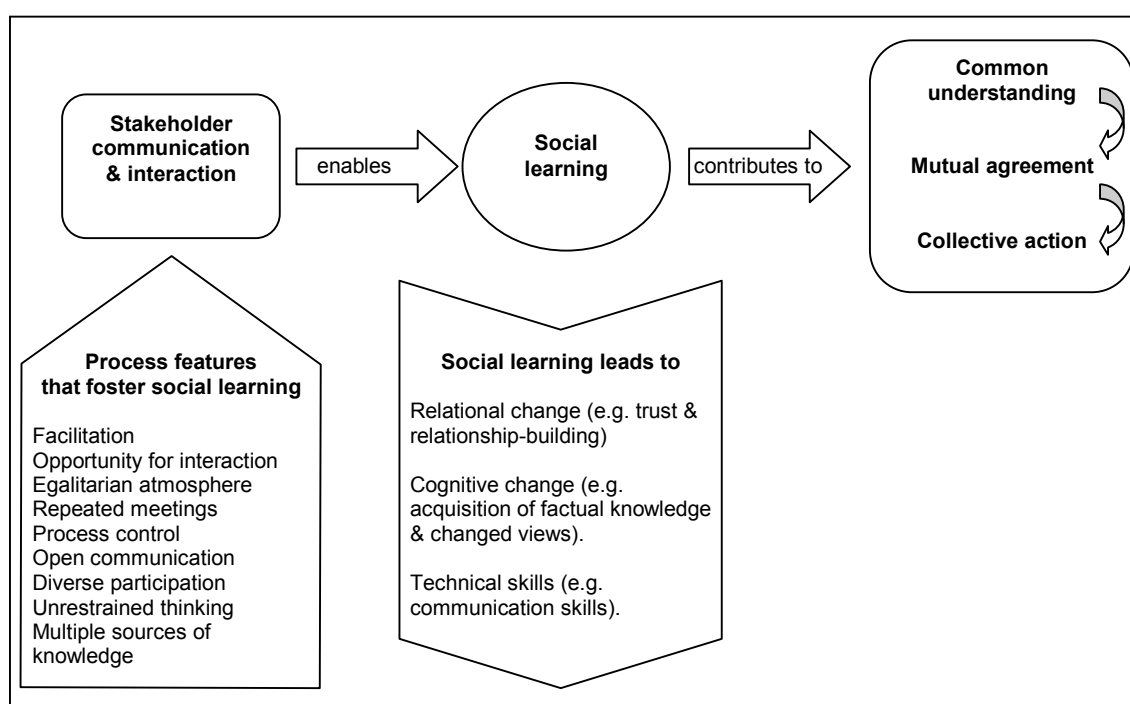 Stakeholder
communication
& interaction
enables
Social
learning
contributes to
Common
understanding
Mutual agreement
Collective action
Process features
that foster social learning
Facilitation
Opportunity for interaction
Egalitarian atmosphere
Repeated meetings
Process control
Open communication
Diverse participation
Unrestrained thinking
Multiple sources of
knowledge
Social learning leads to
Relational change (e.g. trust &
relationship-building)
Cognitive change (e.g.
acquisition of factual knowledge
& changed views).
Technical skills (e.g.
communication skills).